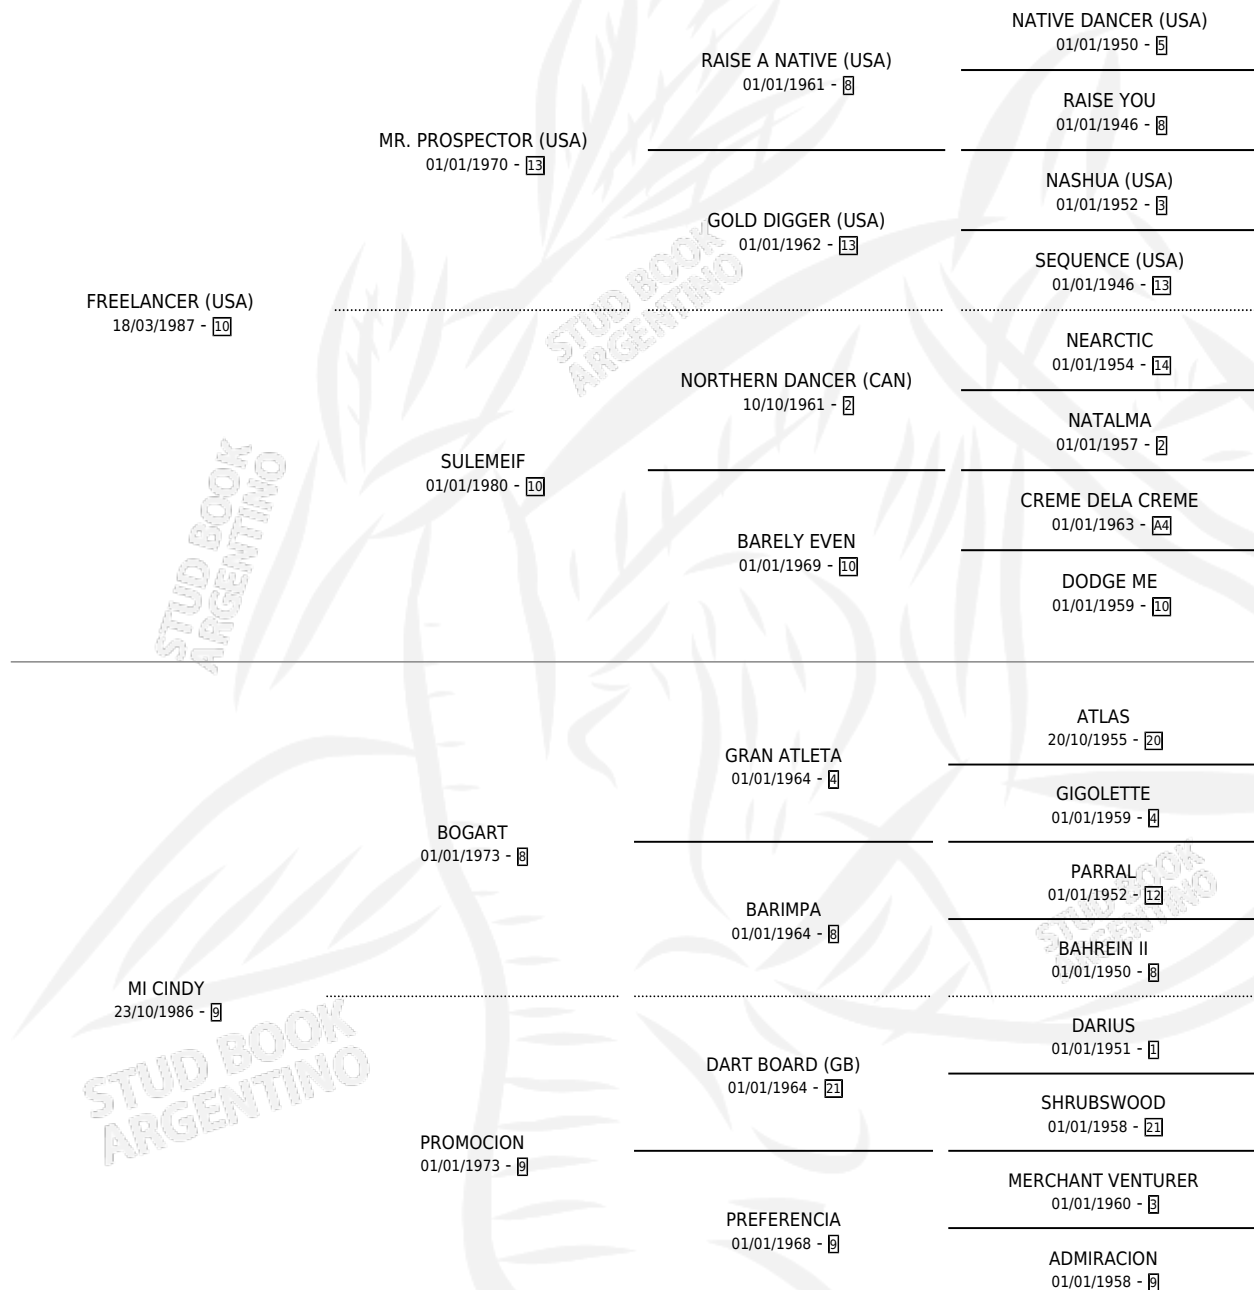 NATIVE DANCER (USA)
01/01/1950 - 5
RAISE A NATIVE (USA)
01/01/1961 - 8
RAISE YOU
01/01/1946 - 8
MR. PROSPECTOR (USA)
01/01/1970 - 13
NASHUA (USA)
01/01/1952 - 3
GOLD DIGGER (USA)
01/01/1962 - 13
SEQUENCE (USA)
01/01/1946 - 13
FREELANCER (USA)
18/03/1987 - 10
NEARCTIC
01/01/1954 - 14
NORTHERN DANCER (CAN)
10/10/1961 - 2
NATALMA
01/01/1957 - 2
SULEMEIF
01/01/1980 - 10
CREME DELA CREME
01/01/1963 - A4
BARELY EVEN
01/01/1969 - 10
DODGE ME
01/01/1959 - 10
ATLAS
20/10/1955 - 20
GRAN ATLETA
01/01/1964 - 4
GIGOLETTE
01/01/1959 - 4
BOGART
01/01/1973 - 8
PARRAL
01/01/1952 - 12
BARIMPA
01/01/1964 - 8
BAHREIN II
01/01/1950 - 8
MI CINDY
23/10/1986 - 9
DARIUS
01/01/1951 - 1
DART BOARD (GB)
01/01/1964 - 21
SHRUBSWOOD
01/01/1958 - 21
PROMOCION
01/01/1973 - 9
MERCHANT VENTURER
01/01/1960 - 3
PREFERENCIA
01/01/1968 - 9
ADMIRACION
01/01/1958 - 9
STUD BOOK
ARGENTINO
STUD BOOK
ARGENTINO
STUD BOOK
ARGENTINO
STUD BOOK
ARGENTINO